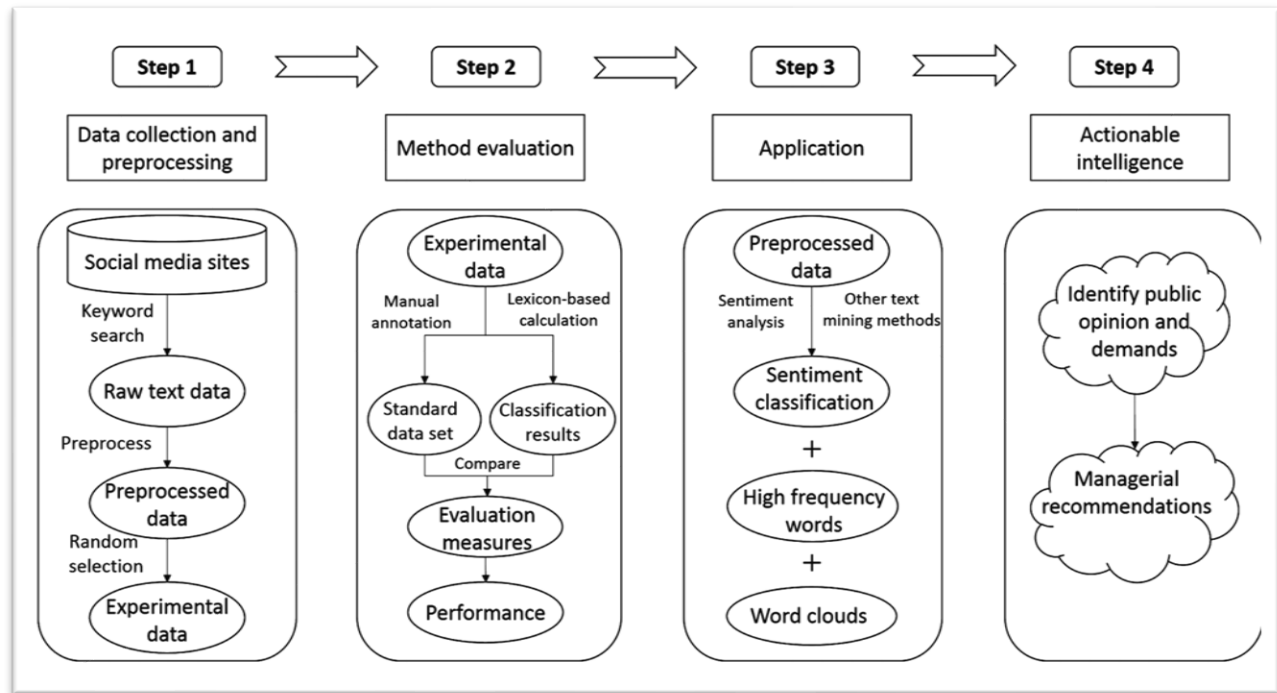 Step 1
Step 2
Step 3
Step 4
Data collection and
preprocessing
Method evaluation
Application
Actionable
intelligence
Social media sites
Keyword
search
Raw text data
Preprocess
Preprocessed
data
Random
selection
Experimental
data
Experimental
data
Manual
annotation
Lexicon-based
calculation
Standard
data set
Classification
results
Compare
Evaluation
measures
Performance
Preprocessed
data
Sentiment
analysis
Other text
mining methods
Sentiment
classification
+
High frequency
words
+
Word clouds
Identify public
opinion and
demands
Managerial
recommendations